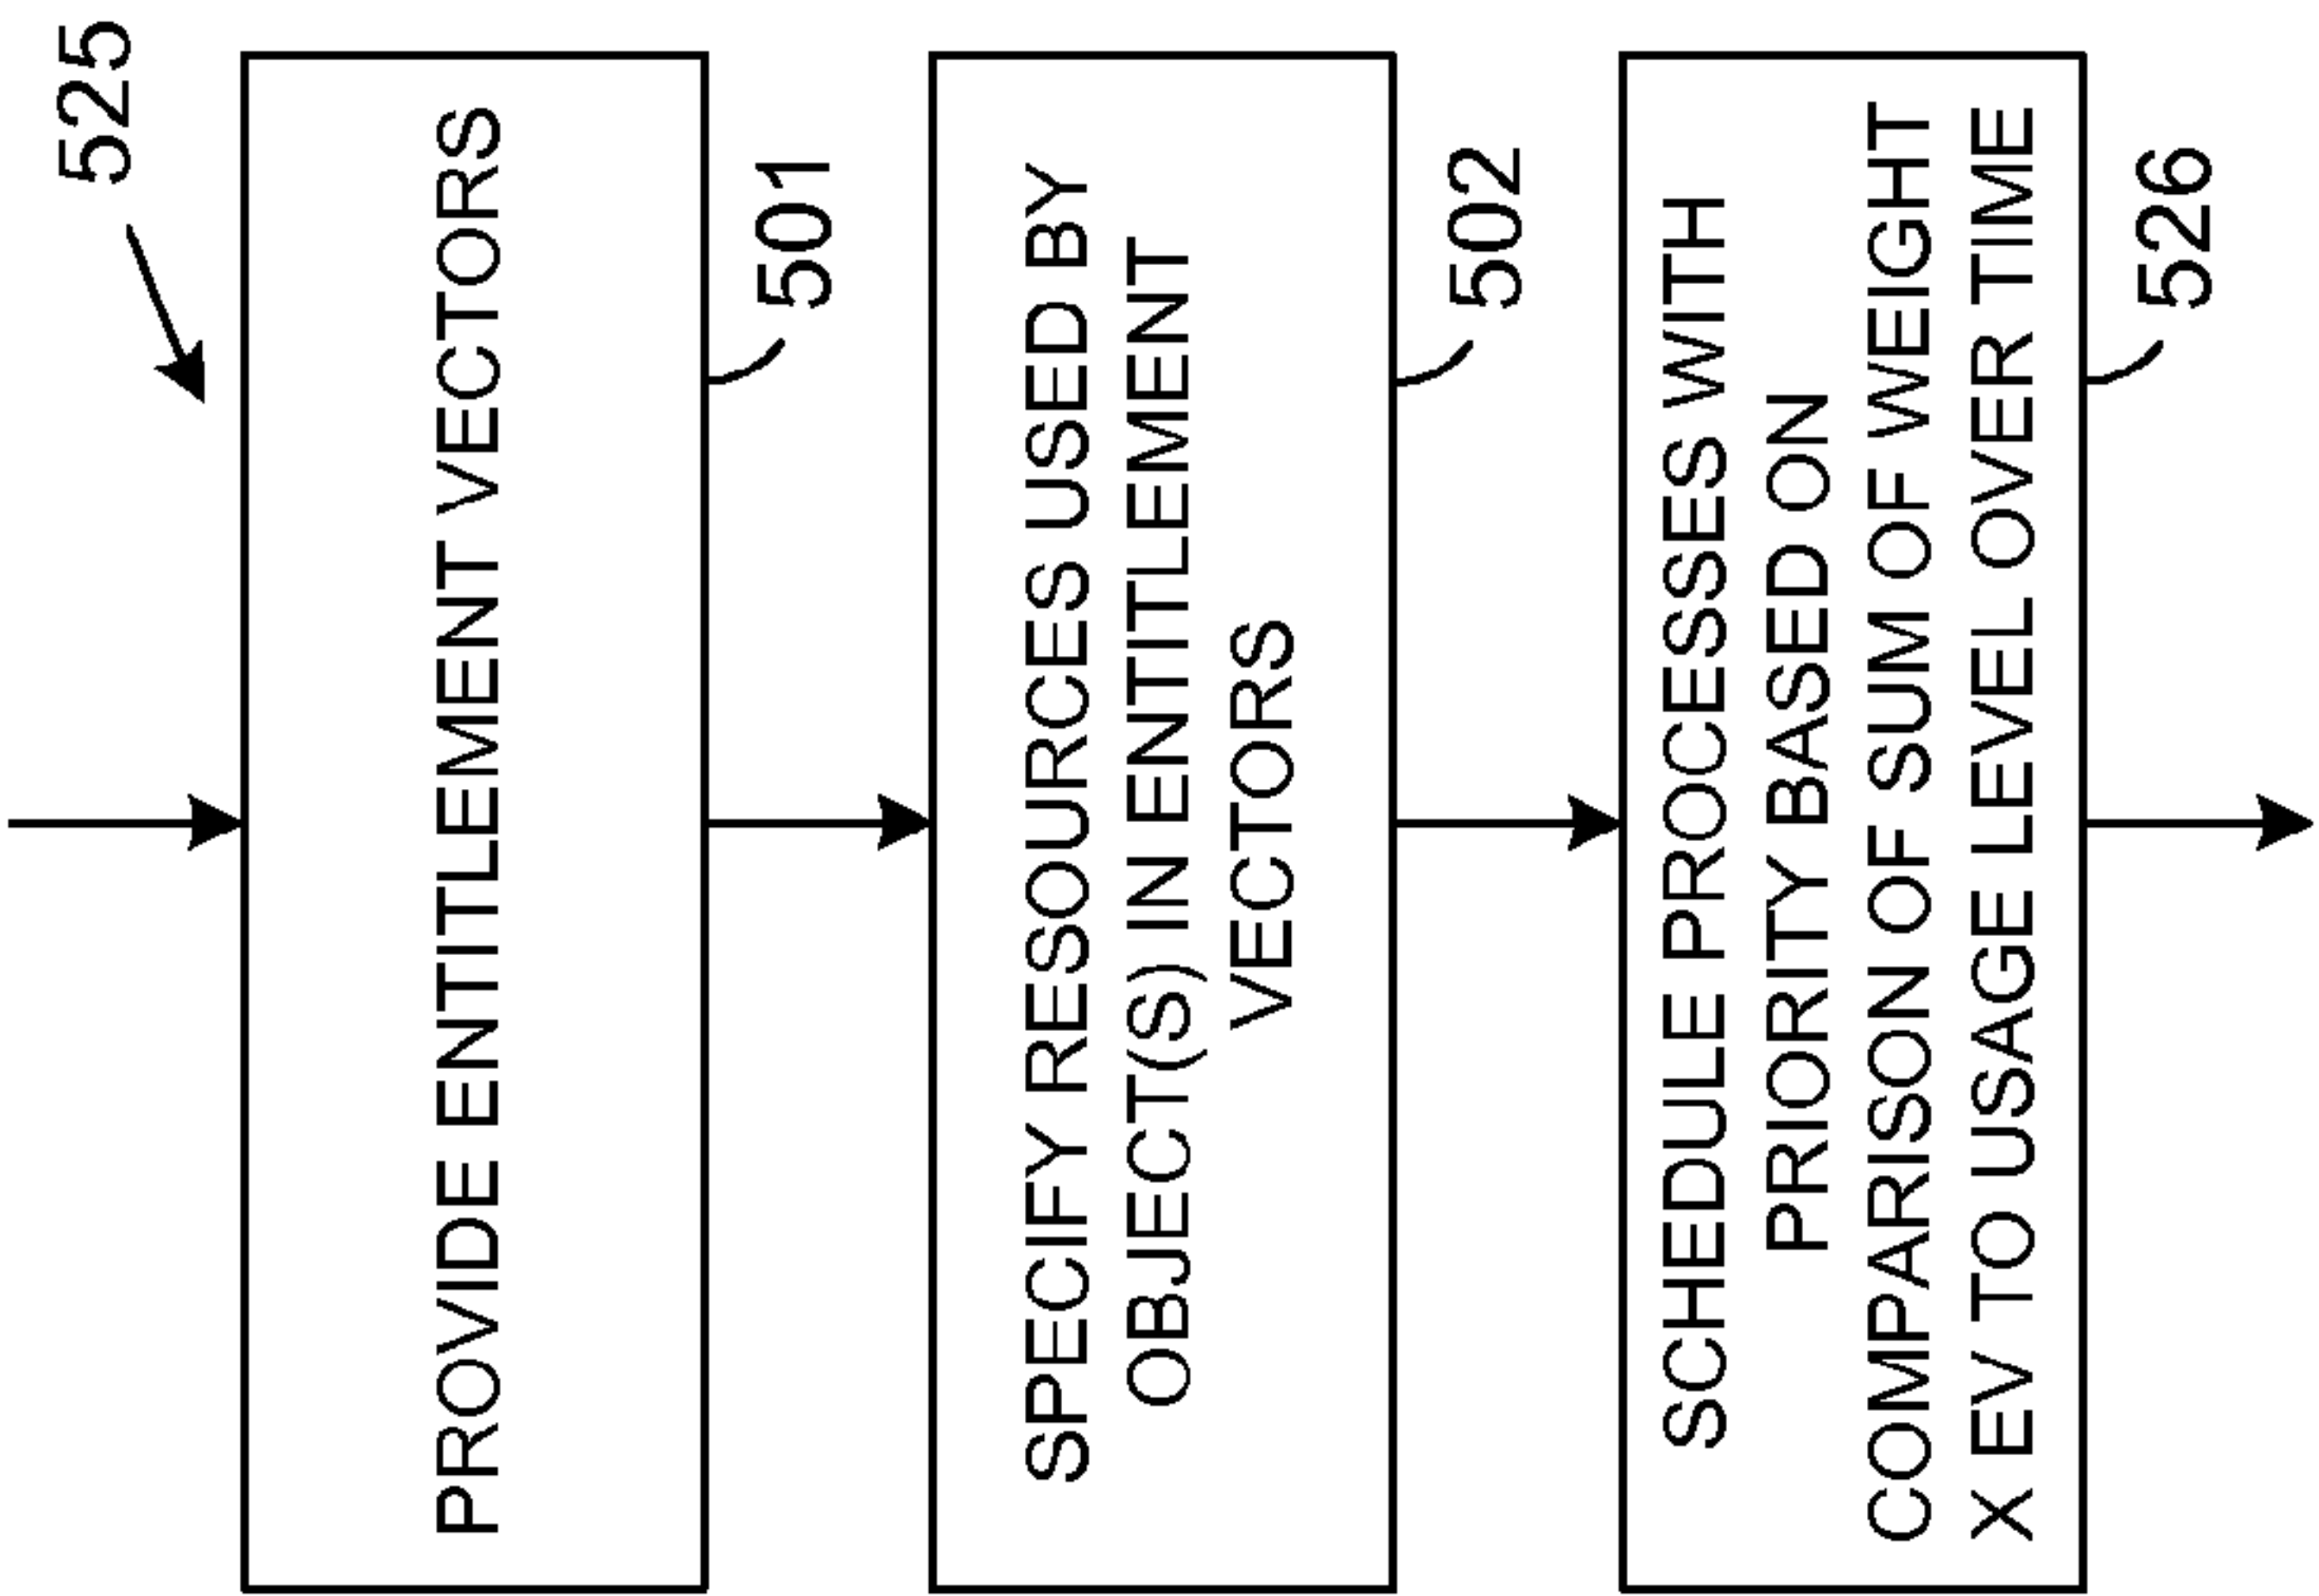 525
PROVIDE ENTITLEMENT VECTORS
501
SPECIFY RESOURCES USED BY
OBJECT(S) IN ENTITLEMENT
VECTORS
502
SCHEDULE PROCESSES WITH
PRIORITY BASED ON
COMPARISON OF SUM OF WEIGHT
X EV TO USAGE LEVEL OVER TIME
526